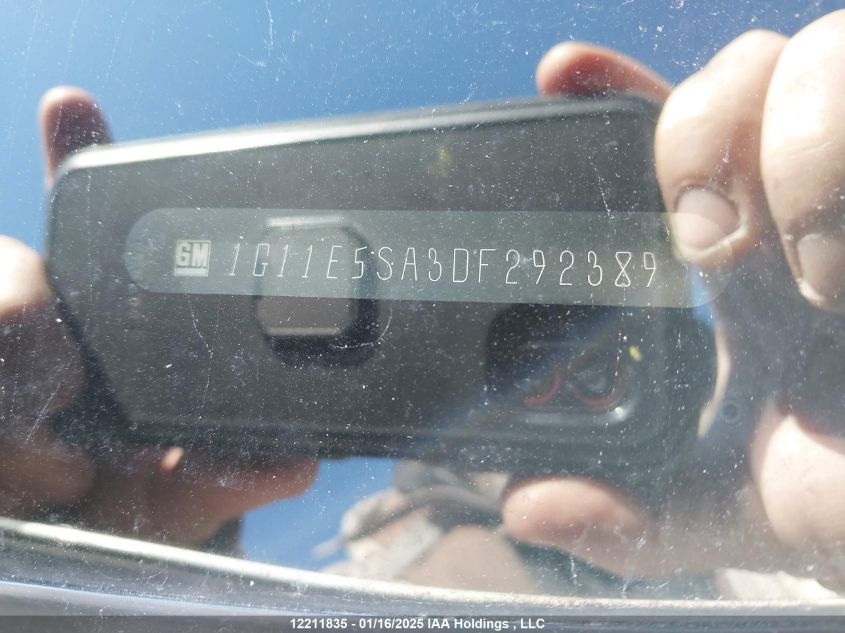 GM 1G11E5SA3DF292389
12211835 - 01/16/2025 IAA Holdings , LLC